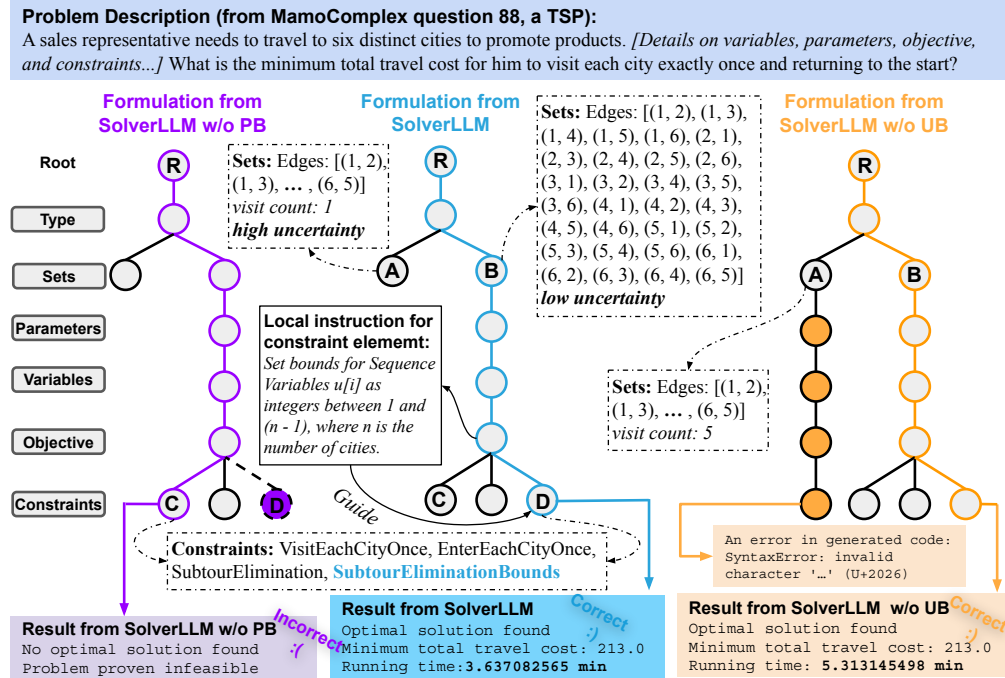 Problem Description (from MamoComplex question 88, a TSP):
A sales representative needs to travel to six distinct cities to promote products. [Details on variables, parameters, objective,
and constraints...] What is the minimum total travel cost for him to visit each city exactly once and returning to the start?
Formulation from
SolverLLM w/o PB
Formulation from
SolverLLM
Formulation from
SolverLLM w/o UB
Root
Type
Sets
Parameters
Variables
Objective
Constraints
R
C
D
Sets: Edges: [(1, 2),
(1, 3), … , (6, 5)]
visit count: 1
high uncertainty
R
A
B
C
D
Sets: Edges: [(1, 2), (1, 3),
(1, 4), (1, 5), (1, 6), (2, 1),
(2, 3), (2, 4), (2, 5), (2, 6),
(3, 1), (3, 2), (3, 4), (3, 5),
(3, 6), (4, 1), (4, 2), (4, 3),
(4, 5), (4, 6), (5, 1), (5, 2),
(5, 3), (5, 4), (5, 6), (6, 1),
(6, 2), (6, 3), (6, 4), (6, 5)]
low uncertainty
Local instruction for
constraint elememt:
Set bounds for Sequence
Variables u[i] as
integers between 1 and
(n - 1), where n is the
number of cities.
Guide
R
A
B
Sets: Edges: [(1, 2),
(1, 3), … , (6, 5)]
visit count: 5
Constraints: VisitEachCityOnce, EnterEachCityOnce,
SubtourElimination, SubtourEliminationBounds
An error in generated code:
SyntaxError: invalid
character '…' (U+2026)
Result from SolverLLM w/o PB
No optimal solution found
Problem proven infeasible
Incorrect
:(
Result from SolverLLM
Optimal solution found
Minimum total travel cost: 213.0
Running time:3.637082565 min
Correct
:)
Result from SolverLLM w/o UB
Optimal solution found
Minimum total travel cost: 213.0
Running time: 5.313145498 min
Correct
:)